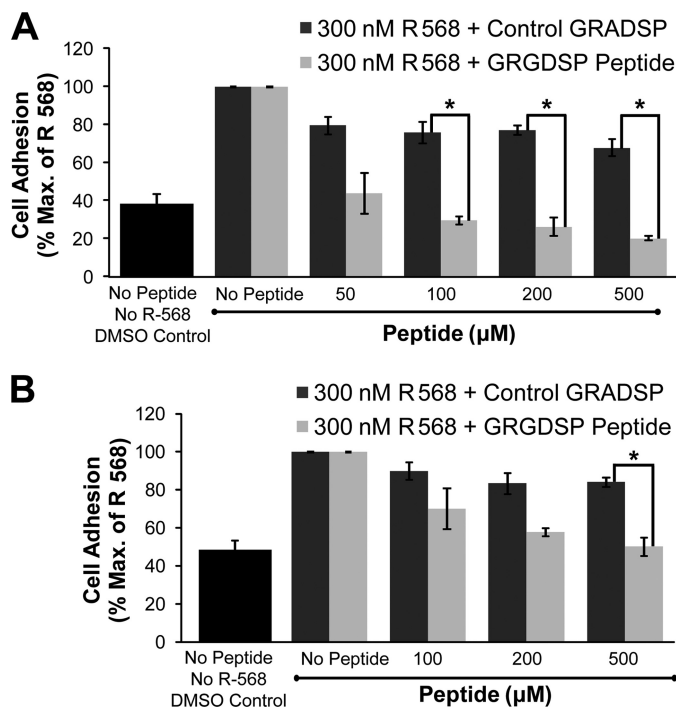 A
300 nM R 568 + Control GRADSP
300 nM R 568 + GRGDSP Peptide
Cell Adhesion
(% Max. of R 568)
120
100
80
60
40
20
0
* * *
No Peptide
No R-568
DMSO Control
No Peptide 50 100 200 500
Peptide (µM)
B
300 nM R 568 + Control GRADSP
300 nM R 568 + GRGDSP Peptide
Cell Adhesion
(% Max. of R 568)
120
100
80
60
40
20
0
*
No Peptide
No R-568
DMSO Control
No Peptide 100 200 500
Peptide (µM)